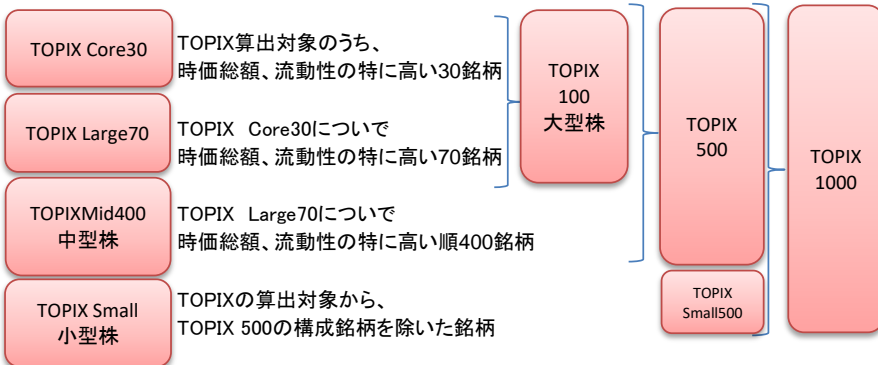 TOPIX Core30
TOPIX算出対象のうち、
時価総額、流動性の特に高い30銘柄
TOPIX Large70
TOPIX Core30についで
時価総額、流動性の特に高い70銘柄
TOPIXMid400
中型株
TOPIX Large70についで
時価総額、流動性の特に高い順400銘柄
TOPIX Small
小型株
TOPIXの算出対象から、
TOPIX 500の構成銘柄を除いた銘柄
TOPIX
100
大型株
TOPIX
500
TOPIX
Small500
TOPIX
1000